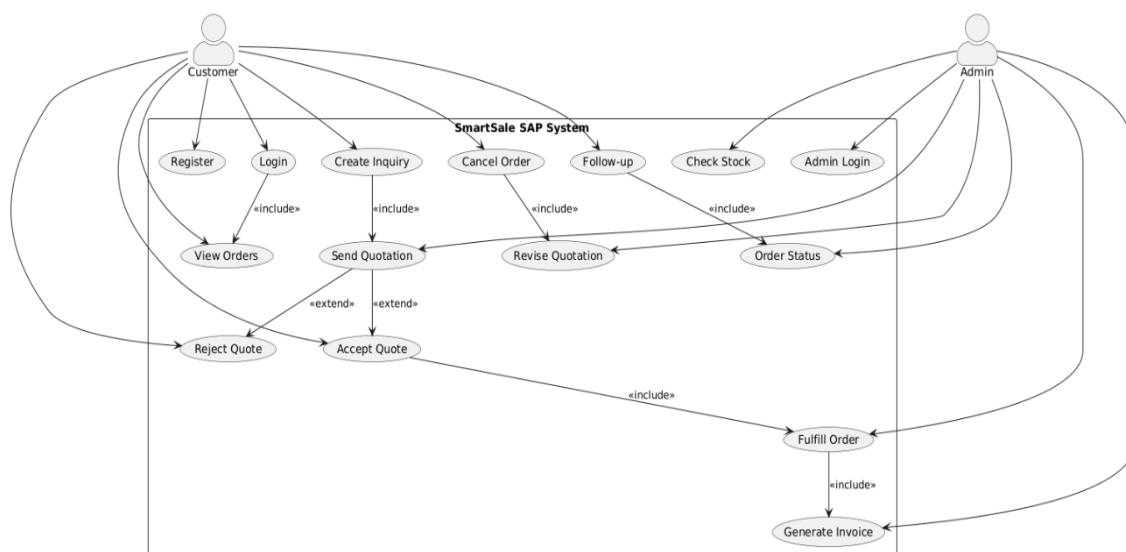 Customer
Admin
SmartSale SAP System
Register
Login
Create Inquiry
Cancel Order
Follow-up
Check Stock
Admin Login
«include»
«include»
«include»
«include»
View Orders
Send Quotation
Revise Quotation
Order Status
«extend»
«extend»
Reject Quote
Accept Quote
«include»
Fulfill Order
«include»
Generate Invoice